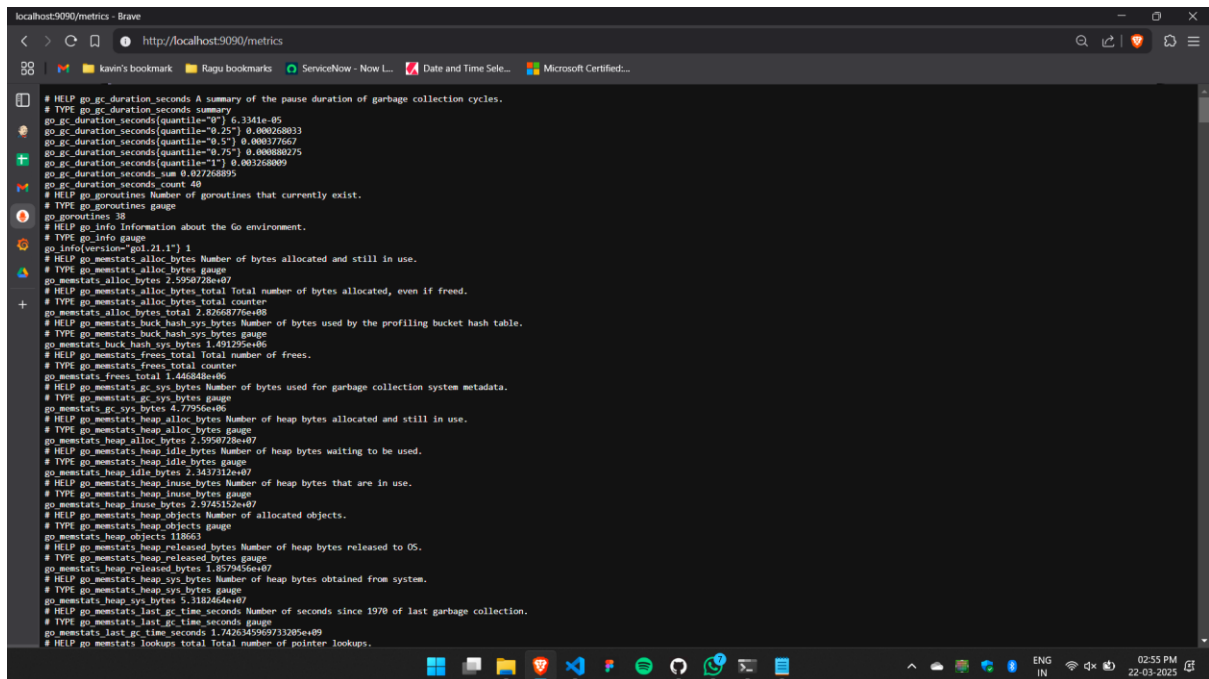 localhost:9090/metrics - Brave
http://localhost:9090/metrics
kavin's bookmark Ragu bookmarks ServiceNow - Now L... Date and Time Sele... Microsoft Certified:...
# HELP go_gc_duration_seconds A summary of the pause duration of garbage collection cycles.
# TYPE go_gc_duration_seconds summary
go_gc_duration_seconds{quantile="0"} 6.3341e-05
go_gc_duration_seconds{quantile="0.25"} 0.000268033
go_gc_duration_seconds{quantile="0.5"} 0.000377667
go_gc_duration_seconds{quantile="0.75"} 0.000880275
go_gc_duration_seconds{quantile="1"} 0.003268009
go_gc_duration_seconds_sum 0.027268895
go_gc_duration_seconds_count 40
# HELP go_goroutines Number of goroutines that currently exist.
# TYPE go_goroutines gauge
go_goroutines 38
# HELP go_info Information about the Go environment.
# TYPE go_info gauge
go_info{version="go1.21.1"} 1
# HELP go_memstats_alloc_bytes Number of bytes allocated and still in use.
# TYPE go_memstats_alloc_bytes gauge
go_memstats_alloc_bytes 2.5950728e+07
# HELP go_memstats_alloc_bytes_total Total number of bytes allocated, even if freed.
# TYPE go_memstats_alloc_bytes_total counter
go_memstats_alloc_bytes_total 2.82668776e+08
# HELP go_memstats_buck_hash_sys_bytes Number of bytes used by the profiling bucket hash table.
# TYPE go_memstats_buck_hash_sys_bytes gauge
go_memstats_buck_hash_sys_bytes 1.491295e+06
# HELP go_memstats_frees_total Total number of frees.
# TYPE go_memstats_frees_total counter
go_memstats_frees_total 1.446848e+06
# HELP go_memstats_gc_sys_bytes Number of bytes used for garbage collection system metadata.
# TYPE go_memstats_gc_sys_bytes gauge
go_memstats_gc_sys_bytes 4.77956e+06
# HELP go_memstats_heap_alloc_bytes Number of heap bytes allocated and still in use.
# TYPE go_memstats_heap_alloc_bytes gauge
go_memstats_heap_alloc_bytes 2.5950728e+07
# HELP go_memstats_heap_idle_bytes Number of heap bytes waiting to be used.
# TYPE go_memstats_heap_idle_bytes gauge
go_memstats_heap_idle_bytes 2.3437312e+07
# HELP go_memstats_heap_inuse_bytes Number of heap bytes that are in use.
# TYPE go_memstats_heap_inuse_bytes gauge
go_memstats_heap_inuse_bytes 2.9745152e+07
# HELP go_memstats_heap_objects Number of allocated objects.
# TYPE go_memstats_heap_objects gauge
go_memstats_heap_objects 118663
# HELP go_memstats_heap_released_bytes Number of heap bytes released to OS.
# TYPE go_memstats_heap_released_bytes gauge
go_memstats_heap_released_bytes 1.8579456e+07
# HELP go_memstats_heap_sys_bytes Number of heap bytes obtained from system.
# TYPE go_memstats_heap_sys_bytes gauge
go_memstats_heap_sys_bytes 5.3182464e+07
# HELP go_memstats_last_gc_time_seconds Number of seconds since 1970 of last garbage collection.
# TYPE go_memstats_last_gc_time_seconds gauge
go_memstats_last_gc_time_seconds 1.7426345969733205e+09
# HELP go_memstats_lookups_total Total number of pointer lookups.
7
ENG 02:55 PM
IN 22-03-2025